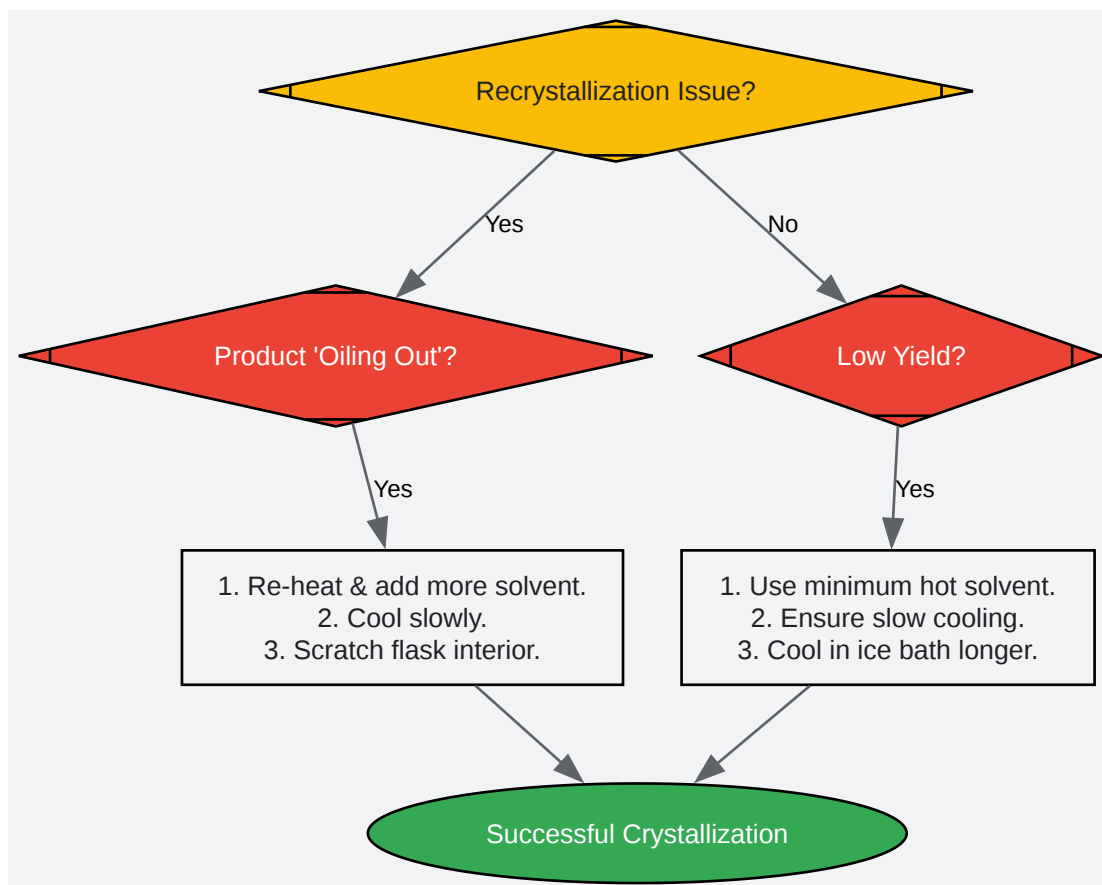 Recrystallization Issue?
Yes
No
Product 'Oiling Out'?
Low Yield?
Yes
Yes
1. Re-heat & add more solvent.
2. Cool slowly.
3. Scratch flask interior.
1. Use minimum hot solvent.
2. Ensure slow cooling.
3. Cool in ice bath longer.
Successful Crystallization